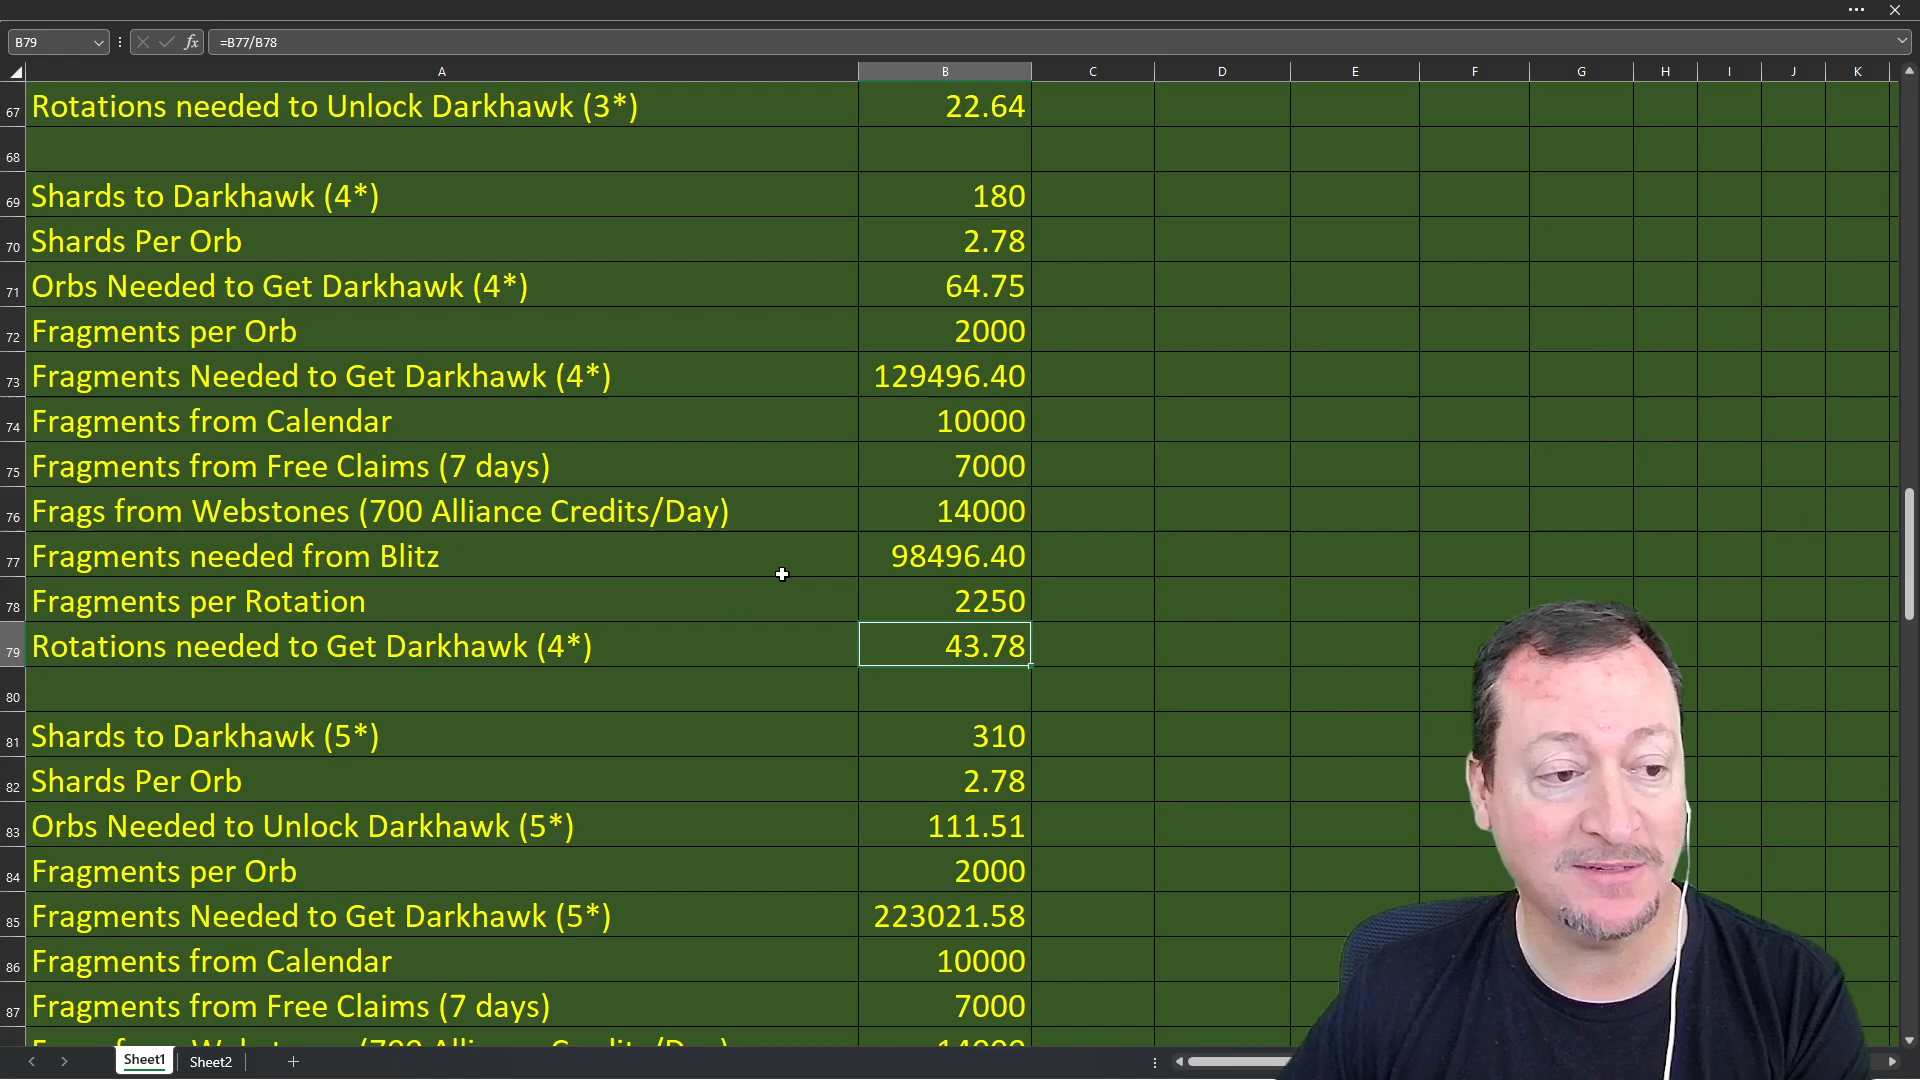 B79
fx
=B77/B78
A B C D E F G H I J K
67 Rotations needed to Unlock Darkhawk (3*) 22.64
68
69 Shards to Darkhawk (4*) 180
70 Shards Per Orb 2.78
71 Orbs Needed to Get Darkhawk (4*) 64.75
72 Fragments per Orb 2000
73 Fragments Needed to Get Darkhawk (4*) 129496.40
74 Fragments from Calendar 10000
75 Fragments from Free Claims (7 days) 7000
76 Frags from Webstones (700 Alliance Credits/Day) 14000
77 Fragments needed from Blitz 98496.40
78 Fragments per Rotation 2250
79 Rotations needed to Get Darkhawk (4*) 43.78
80
81 Shards to Darkhawk (5*) 310
82 Shards Per Orb 2.78
83 Orbs Needed to Unlock Darkhawk (5*) 111.51
84 Fragments per Orb 2000
85 Fragments Needed to Get Darkhawk (5*) 223021.58
86 Fragments from Calendar 10000
87 Fragments from Free Claims (7 days) 7000
Sheet1 Sheet2